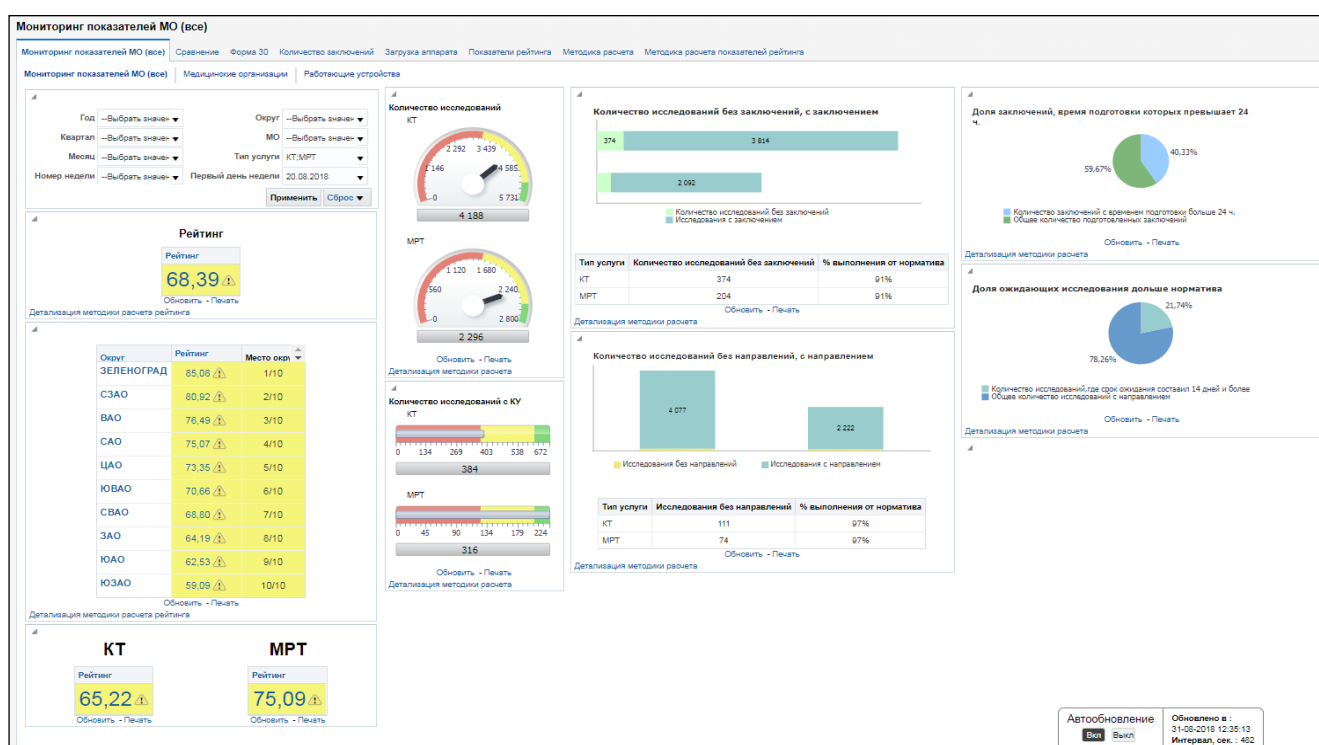 Мониторинг показателей МО (все)
Мониторинг показателей МО (все) Сравнение Форма 30 Количество заключений Загрузка аппарата Показатели рейтинга Методика расчета Методика расчета показателей рейтинга
Мониторинг показателей МО (все) Медицинские организации Работающие устройства
Год --Выбрать значен Округ --Выбрать значен
Квартал --Выбрать значен МО --Выбрать значен
Месяц --Выбрать значен Тип услуги КТ;МРТ
Номер недели --Выбрать значен Первый день недели 20.08.2018
Применить Сброс
Рейтинг
Рейтинг
68,39
Обновить - Печать
Детализация методики расчета рейтинга
Округ Рейтинг Место окру
ЗЕЛЕНОГРАД 85,08 1/10
СЗАО 80,92 2/10
ВАО 76,49 3/10
САО 75,07 4/10
ЦАО 73,35 5/10
ЮВАО 70,66 6/10
СВАО 68,80 7/10
ЗАО 64,19 8/10
ЮАО 62,53 9/10
ЮЗАО 59,09 10/10
Обновить - Печать
Детализация методики расчета рейтинга
КТ МРТ
Рейтинг Рейтинг
65,22 75,09
Обновить - Печать Обновить - Печать
Количество исследований
КТ
0 1 146 2 292 3 439 4 585 5 731
4 188
МРТ
0 560 1 120 1 680 2 240 2 800
2 296
Обновить - Печать
Детализация методики расчета
Количество исследований с КУ
КТ
0 134 269 403 538 672
384
МРТ
0 45 90 134 179 224
316
Обновить - Печать
Детализация методики расчета
Количество исследований без заключений, с заключением
374 3 814
2 092
Количество исследований без заключений
Исследования с заключением
Тип услуги Количество исследований без заключений % выполнения от норматива
КТ 374 91%
МРТ 204 91%
Обновить - Печать
Детализация методики расчета
Количество исследований без направлений, с направлением
4 077 2 222
Исследования без направлений Исследования с направлением
Тип услуги Исследования без направлений % выполнения от норматива
КТ 111 97%
МРТ 74 97%
Обновить - Печать
Детализация методики расчета
Доля заключений, время подготовки которых превышает 24
ч.
40,33%
59,67%
Количество заключений с временем подготовки больше 24 ч.
Общее количество подготовленных заключений
Обновить - Печать
Детализация методики расчета
Доля ожидающих исследования дольше норматива
21,74%
78,26%
Количество исследований,где срок ожидания составил 14 дней и более
Общее количество исследований с направлением
Обновить - Печать
Детализация методики расчета
Автообновление
Вкл Выкл
Обновлено в :
31-08-2018 12:35:13
Интервал, сек. : 482